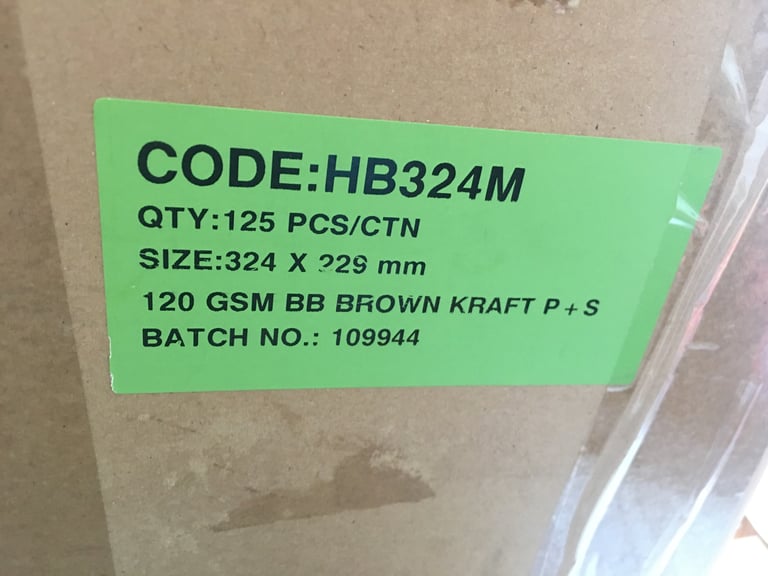 CODE:HB324M
QTY:125 PCS/CTN
SIZE:324 X 229 mm
120 GSM BB BROWN KRAFT P + S
BATCH NO.: 109944